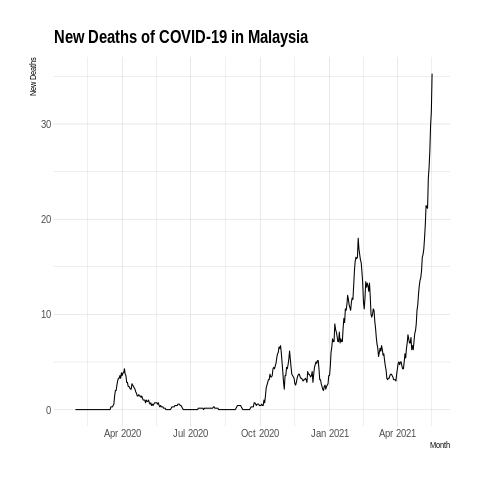 New Deaths of COVID-19 in Malaysia
New Deaths
30
20
10
0
Apr 2020 Jul 2020 Oct 2020 Jan 2021 Apr 2021
Month